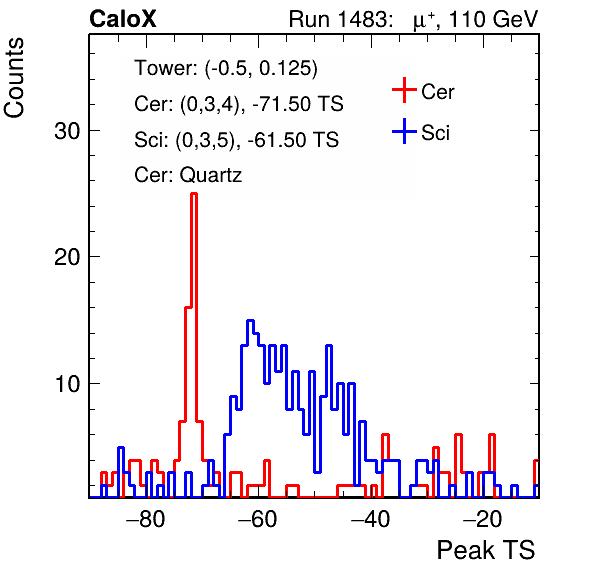 CaloX
Run 1483: μ⁺, 110 GeV
Counts
Tower: (-0.5, 0.125)
Cer: (0,3,4), -71.50 TS
Sci: (0,3,5), -61.50 TS
Cer: Quartz
Cer
Sci
30
20
10
−80 −60 −40 −20
Peak TS